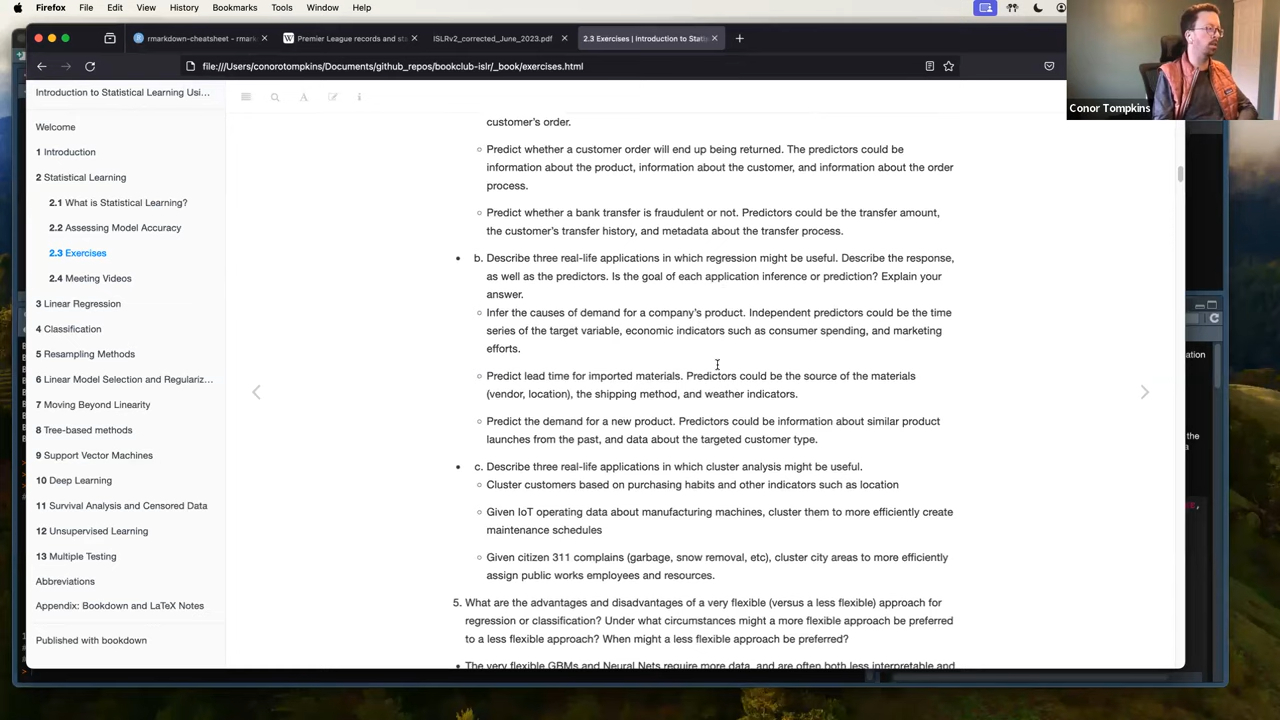 Firefox File Edit View History Bookmarks Tools Window Help
rmarkdown-cheatsheet - rmark
Premier League records and st
ISLRv2_corrected_June_2023.pdf
2.3 Exercises | Introduction to Stat
file:///Users/conorotompkins/Documents/github_repos/bookclub-islr/_book/exercises.html
Conor Tompkins
Introduction to Statistical Learning Usi...
Welcome
1 Introduction
2 Statistical Learning
2.1 What is Statistical Learning?
2.2 Assessing Model Accuracy
2.3 Exercises
2.4 Meeting Videos
3 Linear Regression
4 Classification
5 Resampling Methods
6 Linear Model Selection and Regulariz...
7 Moving Beyond Linearity
8 Tree-based methods
9 Support Vector Machines
10 Deep Learning
11 Survival Analysis and Censored Data
12 Unsupervised Learning
13 Multiple Testing
Abbreviations
Appendix: Bookdown and LaTeX Notes
Published with bookdown
customer's order.
Predict whether a customer order will end up being returned. The predictors could be
information about the product, information about the customer, and information about the order
process.
Predict whether a bank transfer is fraudulent or not. Predictors could be the transfer amount,
the customer's transfer history, and metadata about the transfer process.
b. Describe three real-life applications in which regression might be useful. Describe the response,
as well as the predictors. Is the goal of each application inference or prediction? Explain your
answer.
Infer the causes of demand for a company's product. Independent predictors could be the time
series of the target variable, economic indicators such as consumer spending, and marketing
efforts.
Predict lead time for imported materials. Predictors could be the source of the materials
(vendor, location), the shipping method, and weather indicators.
Predict the demand for a new product. Predictors could be information about similar product
launches from the past, and data about the targeted customer type.
c. Describe three real-life applications in which cluster analysis might be useful.
Cluster customers based on purchasing habits and other indicators such as location
Given IoT operating data about manufacturing machines, cluster them to more efficiently create
maintenance schedules
Given citizen 311 complains (garbage, snow removal, etc), cluster city areas to more efficiently
assign public works employees and resources.
5. What are the advantages and disadvantages of a very flexible (versus a less flexible) approach for
regression or classification? Under what circumstances might a more flexible approach be preferred
to a less flexible approach? When might a less flexible approach be preferred?
The very flexible GBMs and Neural Nets require more data, and are often both less interpretable and